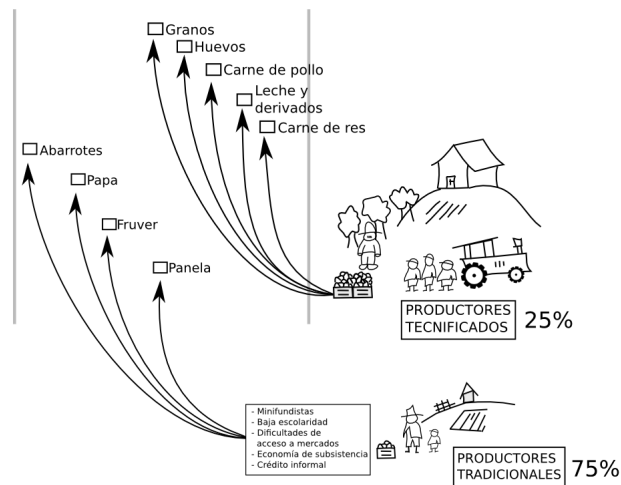 Granos
Huevos
Carne de pollo
Leche y
derivados
Carne de res
Abarrotes
Papa
Fruver
Panela
PRODUCTORES
TECNIFICADOS
25%
- Minifundistas
- Baja escolaridad
- Dificultades de
acceso a mercados
- Economía de subsistencia
- Crédito informal
PRODUCTORES
TRADICIONALES
75%